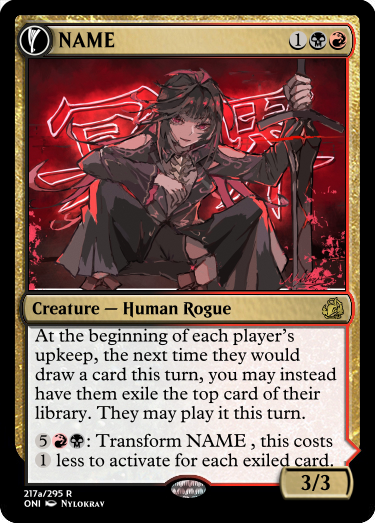 NAME 1
Creature — Human Rogue
At the beginning of each player's
upkeep, the next time they would
draw a card this turn, you may instead
have them exile the top card of their
library. They may play it this turn.
5: Transform NAME , this costs
1 less to activate for each exiled card.
3/3
217a/295 R
ONI Nylokrav